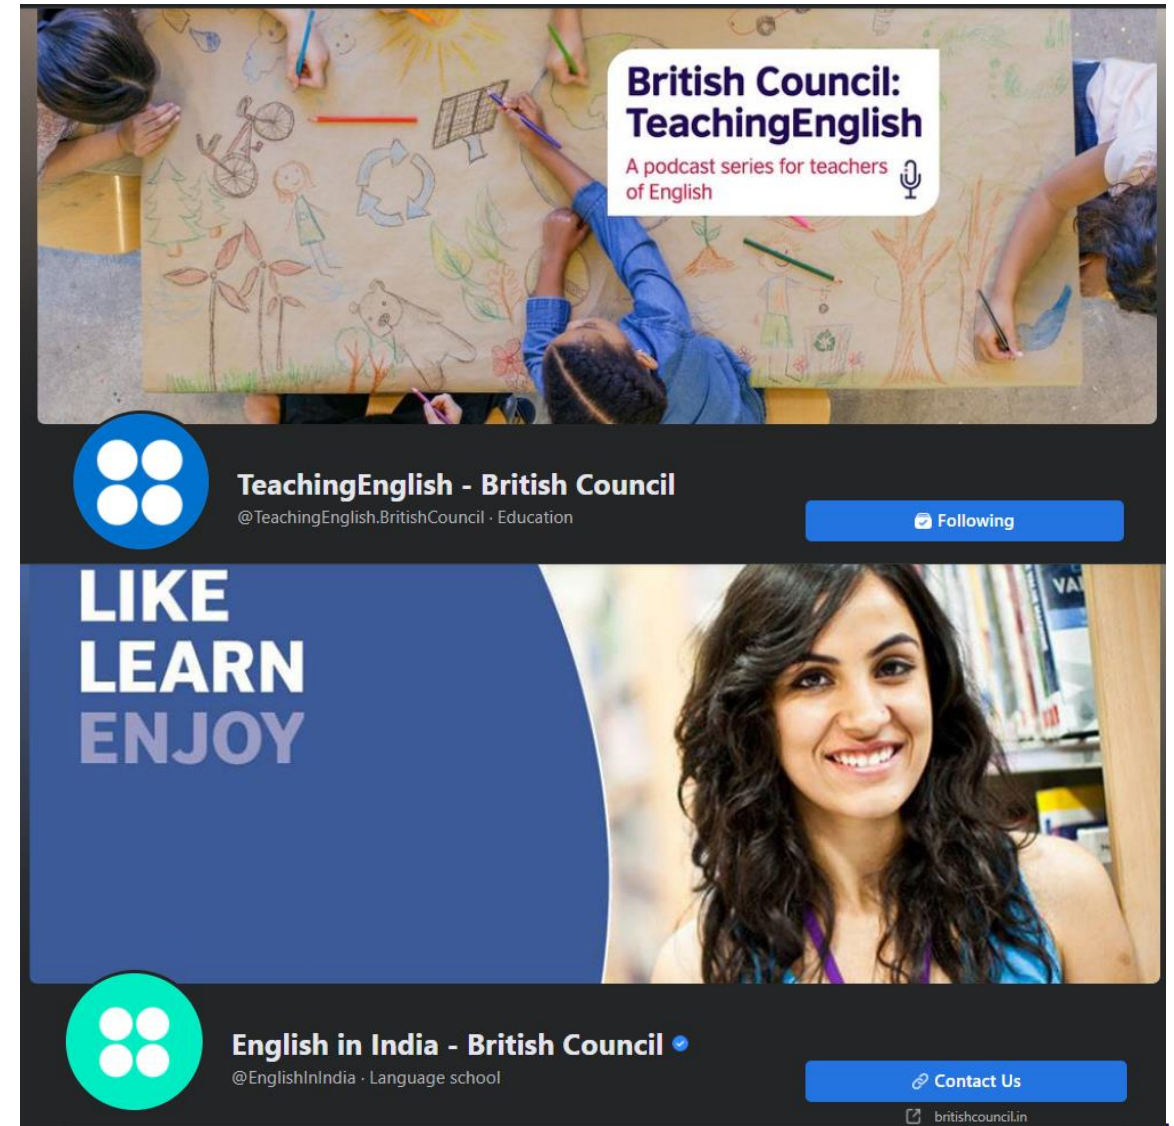 British Council:
TeachingEnglish
A podcast series for teachers
of English
TeachingEnglish - British Council
@TeachingEnglish.BritishCouncil · Education
Following
LIKE
LEARN
ENJOY
VA
English in India - British Council
@EnglishInIndia · Language school
Contact Us
britishcouncil.in